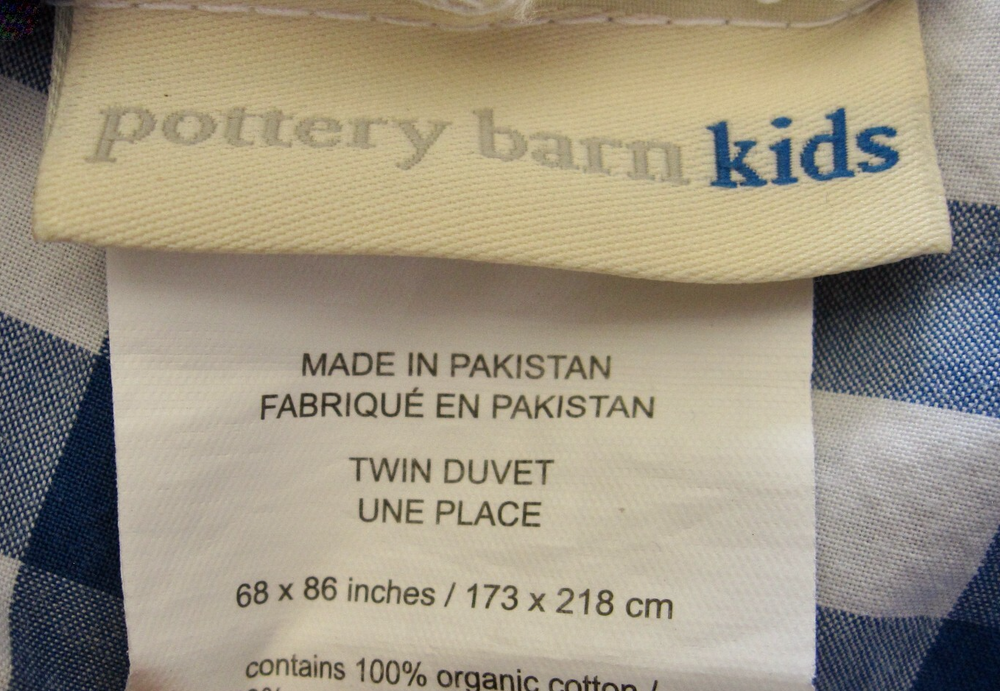 pottery barn kids
MADE IN PAKISTAN
FABRIQUÉ EN PAKISTAN
TWIN DUVET
UNE PLACE
68 x 86 inches / 173 x 218 cm
contains 100% organic cotton /